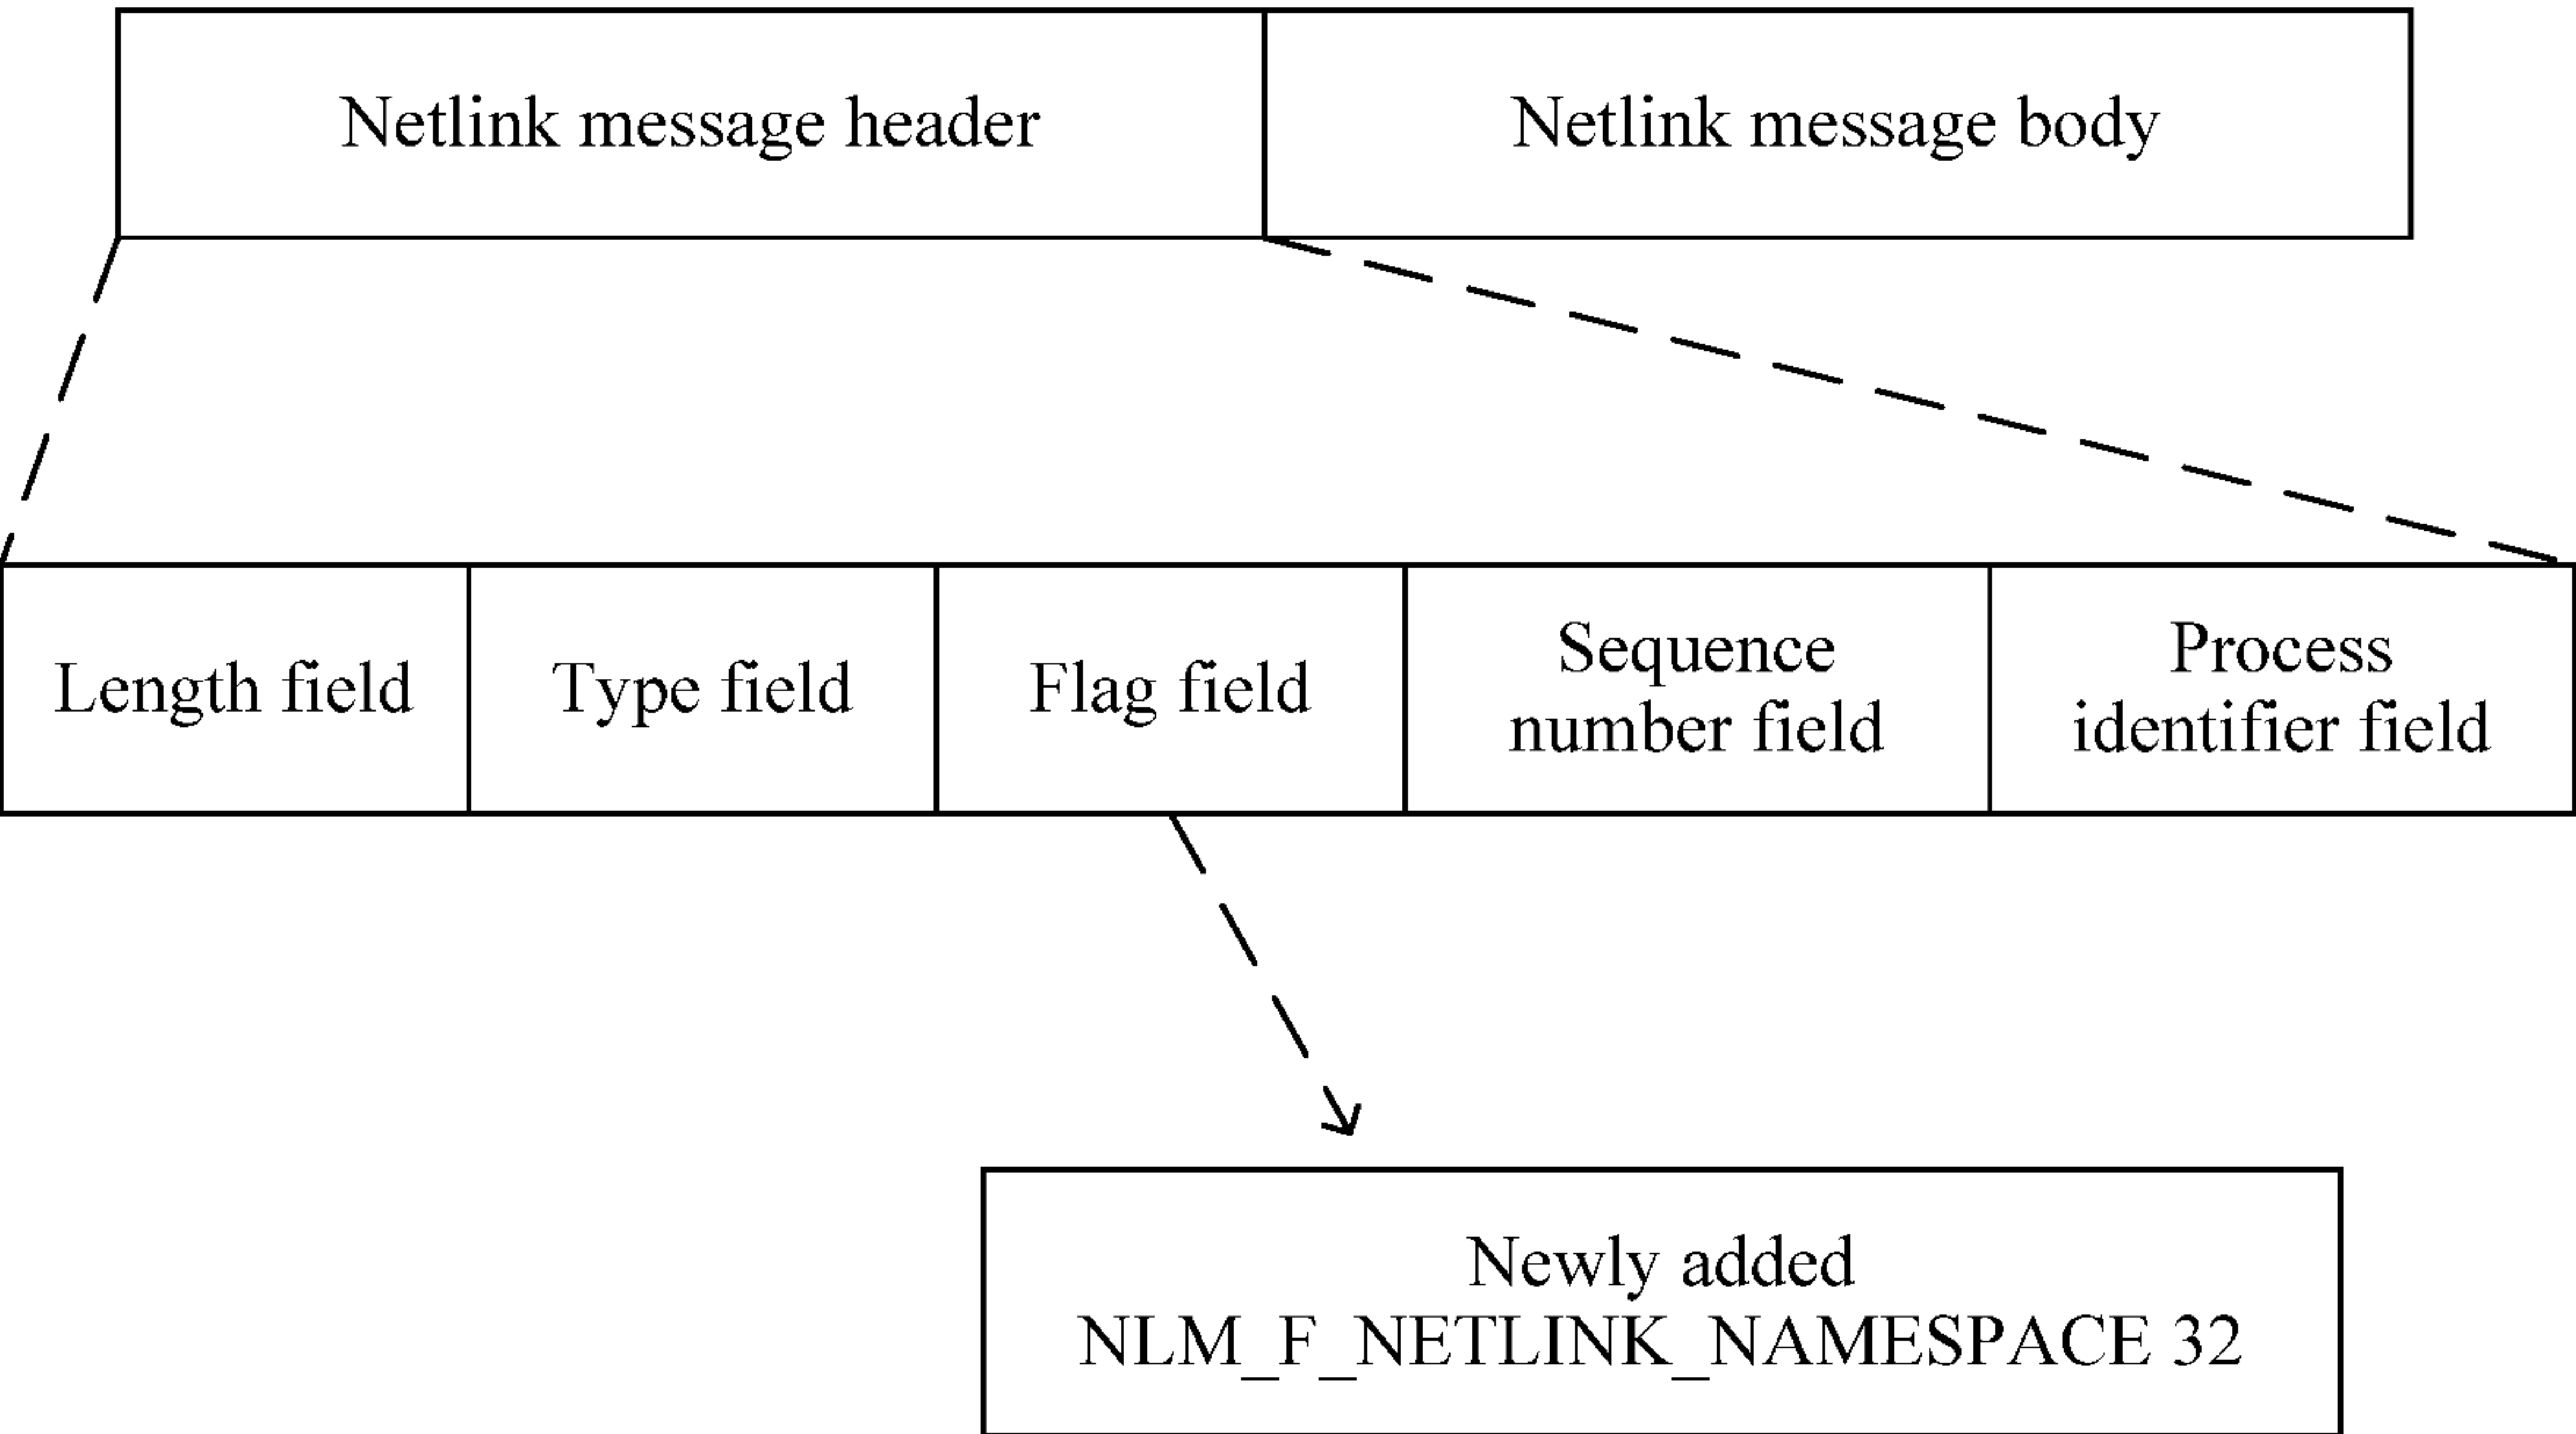 Netlink message header
Netlink message body
Length field
Type field
Flag field
Sequence
number field
Process
identifier field
Newly added
NLM_F_NETLINK_NAMESPACE 32